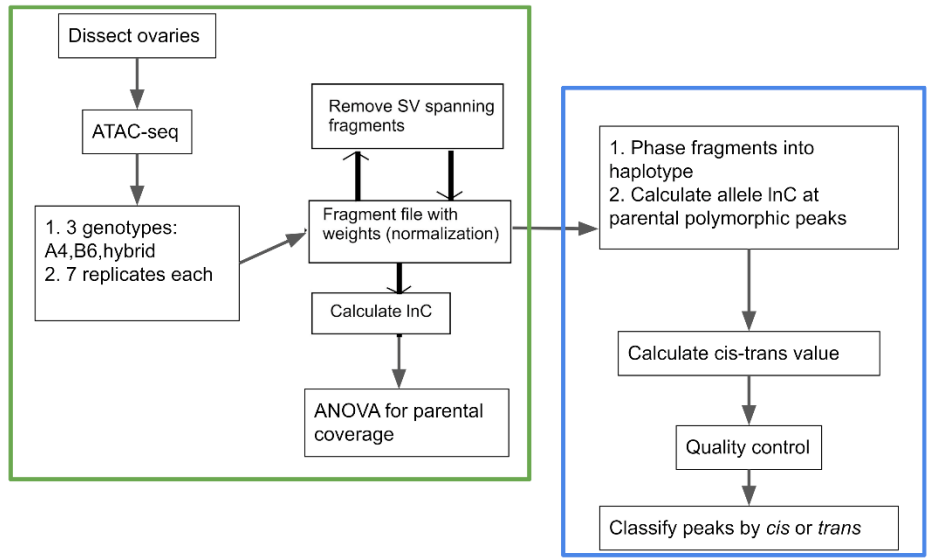 Dissect ovaries
ATAC-seq
1. 3 genotypes:
A4,B6,hybrid
2. 7 replicates each
Remove SV spanning
fragments
Fragment file with
weights (normalization)
Calculate lnC
ANOVA for parental
coverage
1. Phase fragments into
haplotype
2. Calculate allele lnC at
parental polymorphic peaks
Calculate cis-trans value
Quality control
Classify peaks by cis or trans